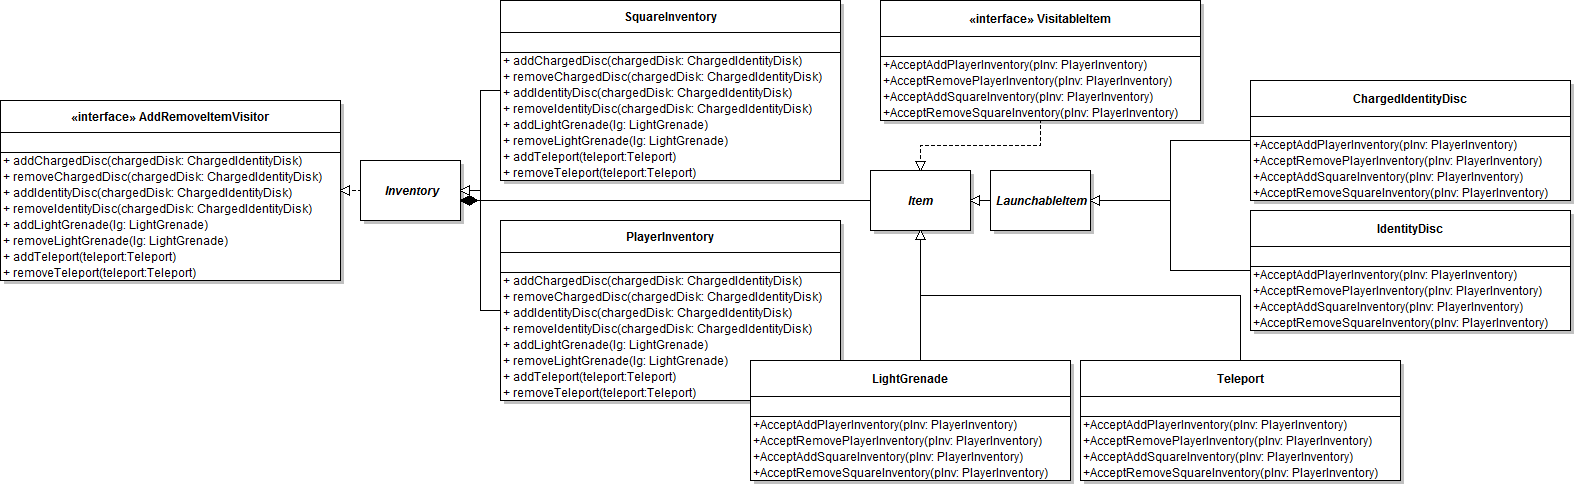 «interface» AddRemoveItemVisitor
+ addChargedDisc(chargedDisk: ChargedIdentityDisk)
+ removeChargedDisc(chargedDisk: ChargedIdentityDisk)
+ addIdentityDisc(chargedDisk: ChargedIdentityDisk)
+ removeIdentityDisc(chargedDisk: ChargedIdentityDisk)
+ addLightGrenade(lg: LightGrenade)
+ removeLightGrenade(lg: LightGrenade)
+ addTeleport(teleport:Teleport)
+ removeTeleport(teleport:Teleport)
Inventory
SquareInventory
+ addChargedDisc(chargedDisk: ChargedIdentityDisk)
+ removeChargedDisc(chargedDisk: ChargedIdentityDisk)
+ addIdentityDisc(chargedDisk: ChargedIdentityDisk)
+ removeIdentityDisc(chargedDisk: ChargedIdentityDisk)
+ addLightGrenade(lg: LightGrenade)
+ removeLightGrenade(lg: LightGrenade)
+ addTeleport(teleport:Teleport)
+ removeTeleport(teleport:Teleport)
PlayerInventory
+ addChargedDisc(chargedDisk: ChargedIdentityDisk)
+ removeChargedDisc(chargedDisk: ChargedIdentityDisk)
+ addIdentityDisc(chargedDisk: ChargedIdentityDisk)
+ removeIdentityDisc(chargedDisk: ChargedIdentityDisk)
+ addLightGrenade(lg: LightGrenade)
+ removeLightGrenade(lg: LightGrenade)
+ addTeleport(teleport:Teleport)
+ removeTeleport(teleport:Teleport)
«interface» VisitableItem
+AcceptAddPlayerInventory(pInv: PlayerInventory)
+AcceptRemovePlayerInventory(pInv: PlayerInventory)
+AcceptAddSquareInventory(pInv: PlayerInventory)
+AcceptRemoveSquareInventory(pInv: PlayerInventory)
Item
LaunchableItem
ChargedIdentityDisc
+AcceptAddPlayerInventory(pInv: PlayerInventory)
+AcceptRemovePlayerInventory(pInv: PlayerInventory)
+AcceptAddSquareInventory(pInv: PlayerInventory)
+AcceptRemoveSquareInventory(pInv: PlayerInventory)
IdentityDisc
+AcceptAddPlayerInventory(pInv: PlayerInventory)
+AcceptRemovePlayerInventory(pInv: PlayerInventory)
+AcceptAddSquareInventory(pInv: PlayerInventory)
+AcceptRemoveSquareInventory(pInv: PlayerInventory)
LightGrenade
+AcceptAddPlayerInventory(pInv: PlayerInventory)
+AcceptRemovePlayerInventory(pInv: PlayerInventory)
+AcceptAddSquareInventory(pInv: PlayerInventory)
+AcceptRemoveSquareInventory(pInv: PlayerInventory)
Teleport
+AcceptAddPlayerInventory(pInv: PlayerInventory)
+AcceptRemovePlayerInventory(pInv: PlayerInventory)
+AcceptAddSquareInventory(pInv: PlayerInventory)
+AcceptRemoveSquareInventory(pInv: PlayerInventory)